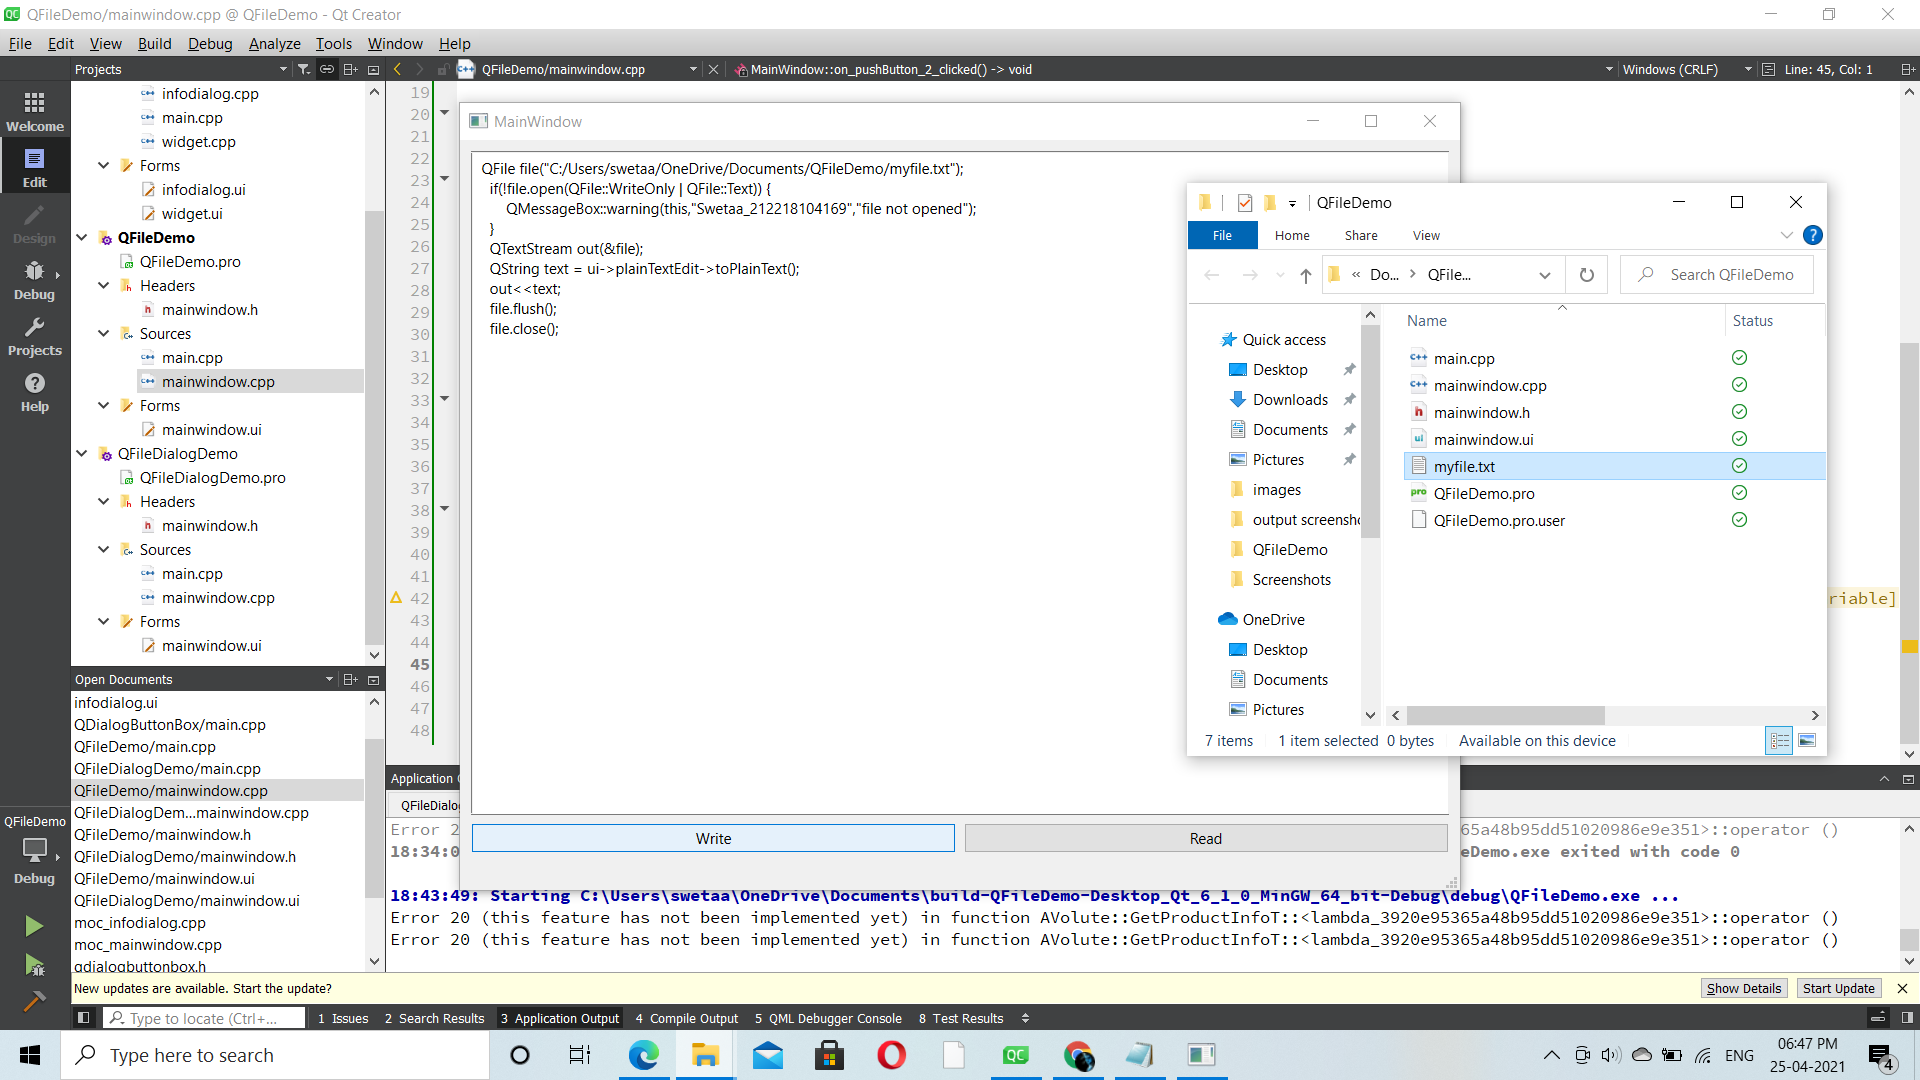 QFileDemo/mainwindow.cpp @ QFileDemo - Qt Creator
File Edit View Build Debug Analyze Tools Window Help
Projects
QFileDemo/mainwindow.cpp
MainWindow::on_pushButton_2_clicked() -> void
Windows (CRLF)
Line: 45, Col: 1
Welcome
Edit
Design
Debug
Projects
Help
infodialog.cpp
main.cpp
widget.cpp
Forms
infodialog.ui
widget.ui
QFileDemo
QFileDemo.pro
Headers
mainwindow.h
Sources
main.cpp
mainwindow.cpp
Forms
mainwindow.ui
QFileDialogDemo
QFileDialogDemo.pro
Headers
mainwindow.h
Sources
main.cpp
mainwindow.cpp
Forms
mainwindow.ui
Open Documents
infodialog.ui
QDialogButtonBox/main.cpp
QFileDemo/main.cpp
QFileDialogDemo/main.cpp
QFileDemo/mainwindow.cpp
QFileDialogDem...mainwindow.cpp
QFileDemo/mainwindow.h
QFileDialogDemo/mainwindow.h
QFileDemo/mainwindow.ui
QFileDialogDemo/mainwindow.ui
moc_infodialog.cpp
moc_mainwindow.cpp
qdialogbuttonbox.h
QFileDemo
Debug
19
20
21
22
23
24
25
26
27
28
29
30
31
32
33
34
35
36
37
38
39
40
41
42
43
44
45
46
47
48
riable]
MainWindow
QFile file("C:/Users/swetaa/OneDrive/Documents/QFileDemo/myfile.txt");
if(!file.open(QFile::WriteOnly | QFile::Text)) {
QMessageBox::warning(this,"Swetaa_212218104169","file not opened");
}
QTextStream out(&file);
QString text = ui->plainTextEdit->toPlainText();
out<<text;
file.flush();
file.close();
Write
Read
QFileDemo
File Home Share View
« Do... QFile...
Search QFileDemo
Quick access
Desktop
Downloads
Documents
Pictures
images
output screensho
QFileDemo
Screenshots
OneDrive
Desktop
Documents
Pictures
Name Status
main.cpp
mainwindow.cpp
mainwindow.h
mainwindow.ui
myfile.txt
QFileDemo.pro
QFileDemo.pro.user
7 items 1 item selected 0 bytes Available on this device
Application
QFileDialo
Error 2
65a48b95dd51020986e9e351>::operator ()
18:34:0
eDemo.exe exited with code 0
18:43:49: Starting C:\Users\swetaa\OneDrive\Documents\build-QFileDemo-Desktop_Qt_6_1_0_MinGW_64_bit-Debug\debug\QFileDemo.exe ...
Error 20 (this feature has not been implemented yet) in function AVolute::GetProductInfoT::<lambda_3920e95365a48b95dd51020986e9e351>::operator ()
Error 20 (this feature has not been implemented yet) in function AVolute::GetProductInfoT::<lambda_3920e95365a48b95dd51020986e9e351>::operator ()
New updates are available. Start the update?
Show Details
Start Update
Type to locate (Ctrl+...
1 Issues 2 Search Results 3 Application Output 4 Compile Output 5 QML Debugger Console 8 Test Results
Type here to search
ENG
06:47 PM
25-04-2021
4